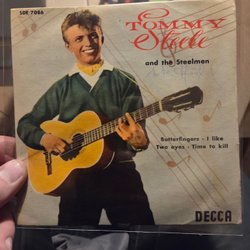 SDE 7086
TOMMY
Steele
and the Steelmen
Butterfingers - I like
Two eyes - Time to kill
DECCA